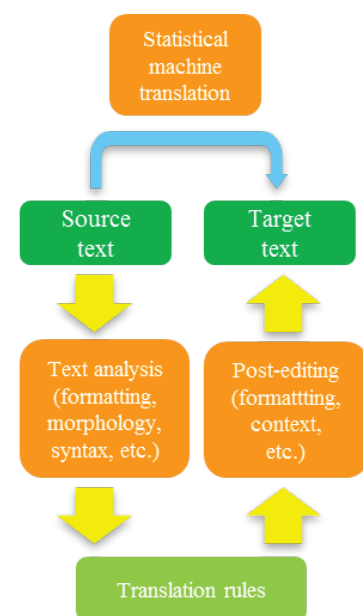 Statistical
machine
translation
Source
text
Target
text
Text analysis
(formatting,
morphology,
syntax, etc.)
Post-editing
(formattting,
context,
etc.)
Translation rules